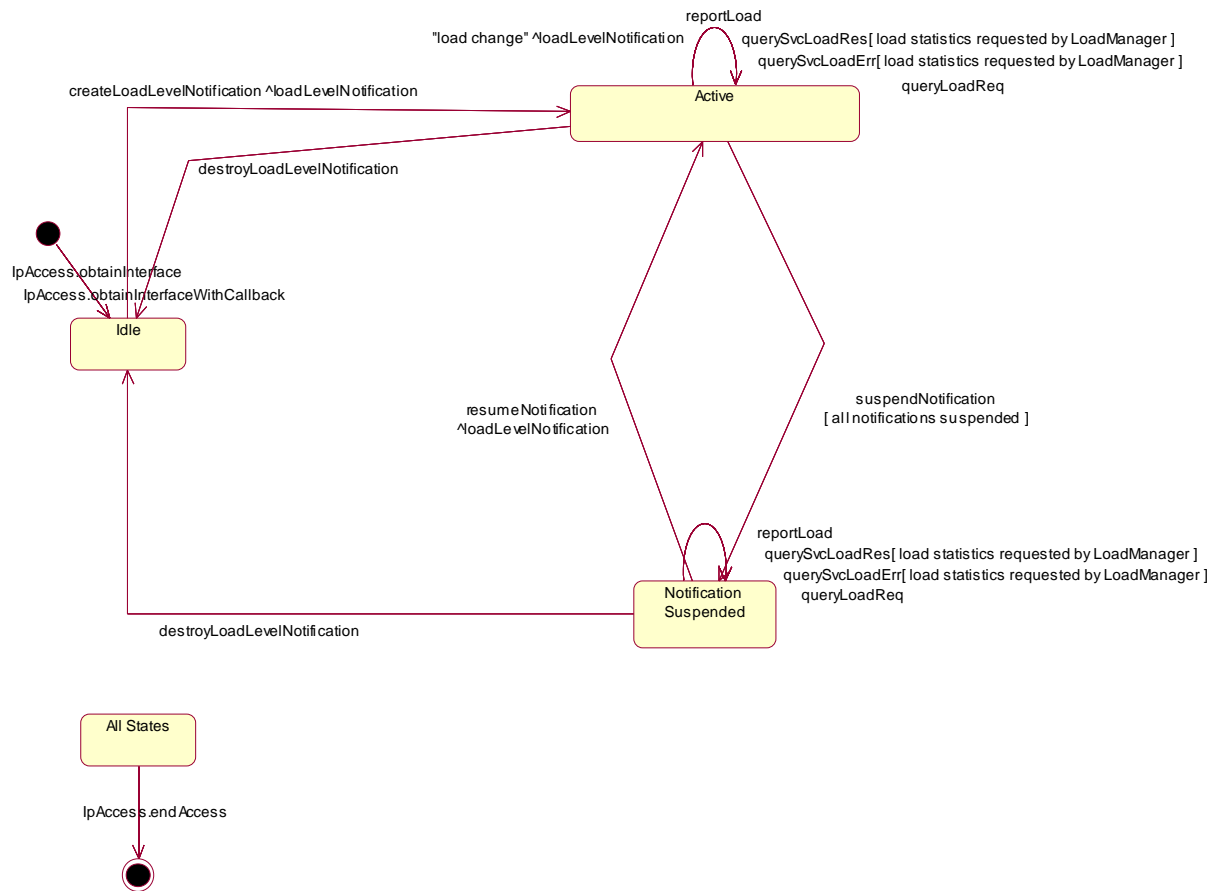 reportLoad
"load change" ^loadLevelNotification
querySvcLoadRes[ load statistics requested by LoadManager ]
querySvcLoadErr[ load statistics requested by LoadManager ]
queryLoadReq
createLoadLevelNotification ^loadLevelNotification
Active
destroyLoadLevelNotification
IpAccess.obtainInterface
IpAccess.obtainInterfaceWithCallback
Idle
resumeNotification
^loadLevelNotification
suspendNotification
[ all notifications suspended ]
reportLoad
querySvcLoadRes[ load statistics requested by LoadManager ]
querySvcLoadErr[ load statistics requested by LoadManager ]
queryLoadReq
Notification
Suspended
destroyLoadLevelNotification
All States
IpAccess.endAccess